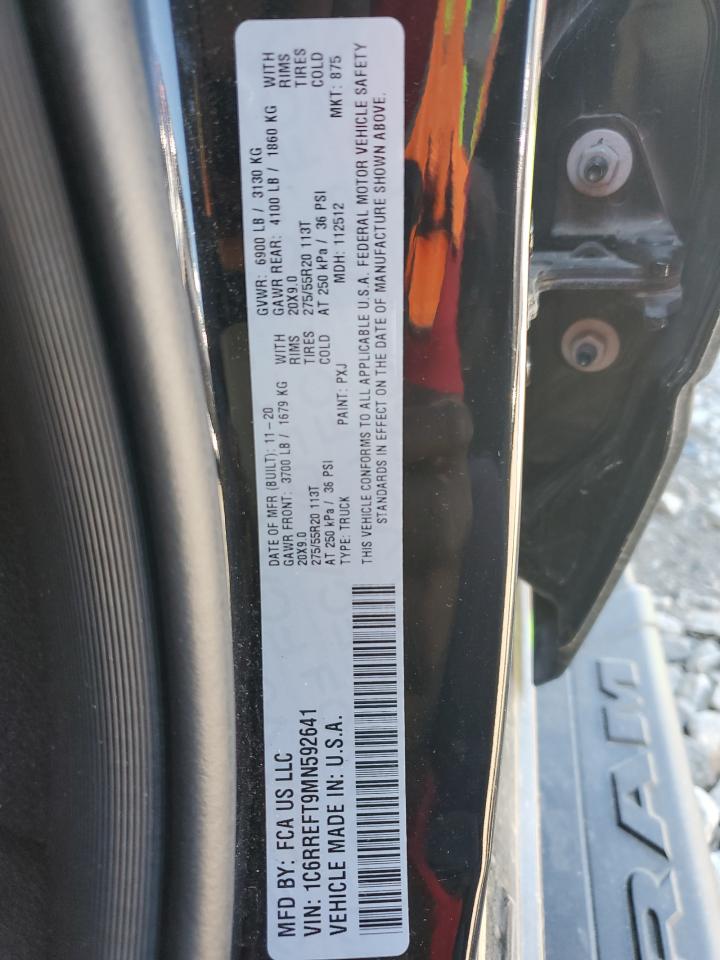 MFD BY: FCA US LLC
VIN: 1C6RREFT9MN592641
VEHICLE MADE IN: U.S.A.
DATE OF MFR (BUILT): 11-20
GAWR FRONT: 3700 LB / 1679 KG WITH
20X9.0 RIMS
275/55R20 113T TIRES
AT 250 kPa / 36 PSI COLD
TYPE: TRUCK PAINT: PXJ
GVWR: 6900 LB / 3130 KG
GAWR REAR: 4100 LB / 1860 KG WITH
20X9.0 RIMS
275/55R20 113T TIRES
AT 250 kPa / 36 PSI COLD
MDH: 112512 MKT: 875
THIS VEHICLE CONFORMS TO ALL APPLICABLE U.S.A. FEDERAL MOTOR VEHICLE SAFETY
STANDARDS IN EFFECT ON THE DATE OF MANUFACTURE SHOWN ABOVE.
RAM